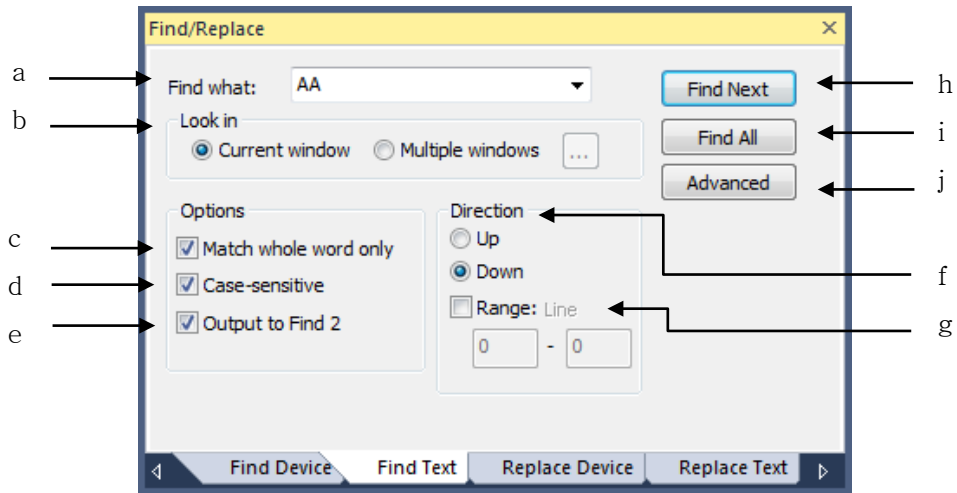 Find/Replace
a
Find what: AA
Find Next
h
b
Look in
Current window Multiple windows ...
Find All
i
Advanced
j
Options
Direction
c
Match whole word only
Up
d
Case-sensitive
Down
f
e
Output to Find 2
Range: Line
g
0 - 0
Find Device Find Text Replace Device Replace Text